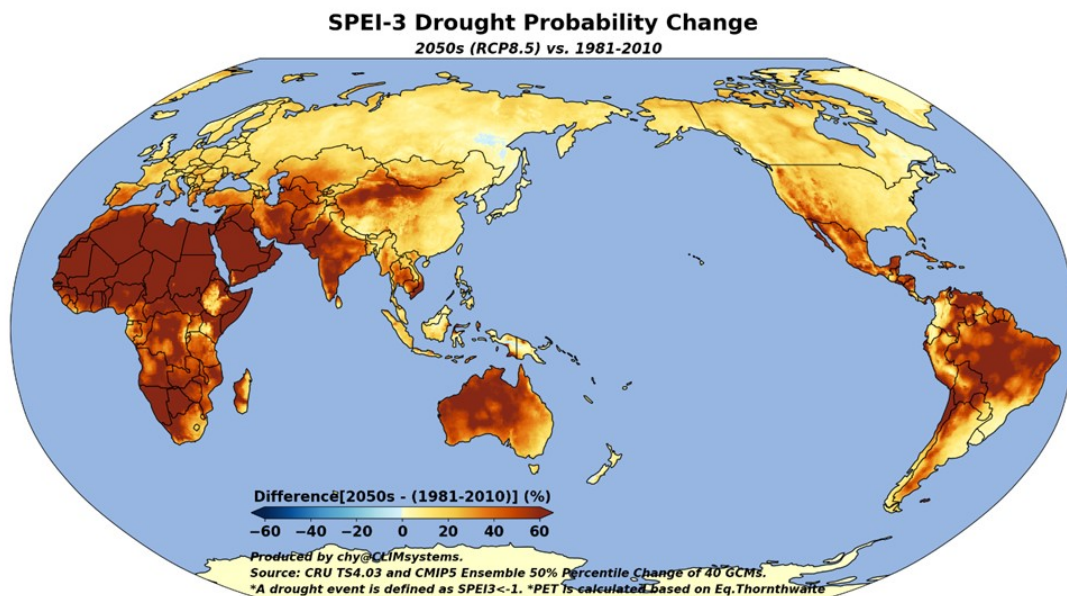 SPEI-3 Drought Probability Change
2050s (RCP8.5) vs. 1981-2010
Difference[2050s - (1981-2010)] (%)
−60 −40 −20 0 20 40 60
Produced by chy@CLIMsystems.
Source: CRU TS4.03 and CMIP5 Ensemble 50% Percentile Change of 40 GCMs.
*A drought event is defined as SPEI3<-1. *PET is calculated based on Eq.Thornthwaite